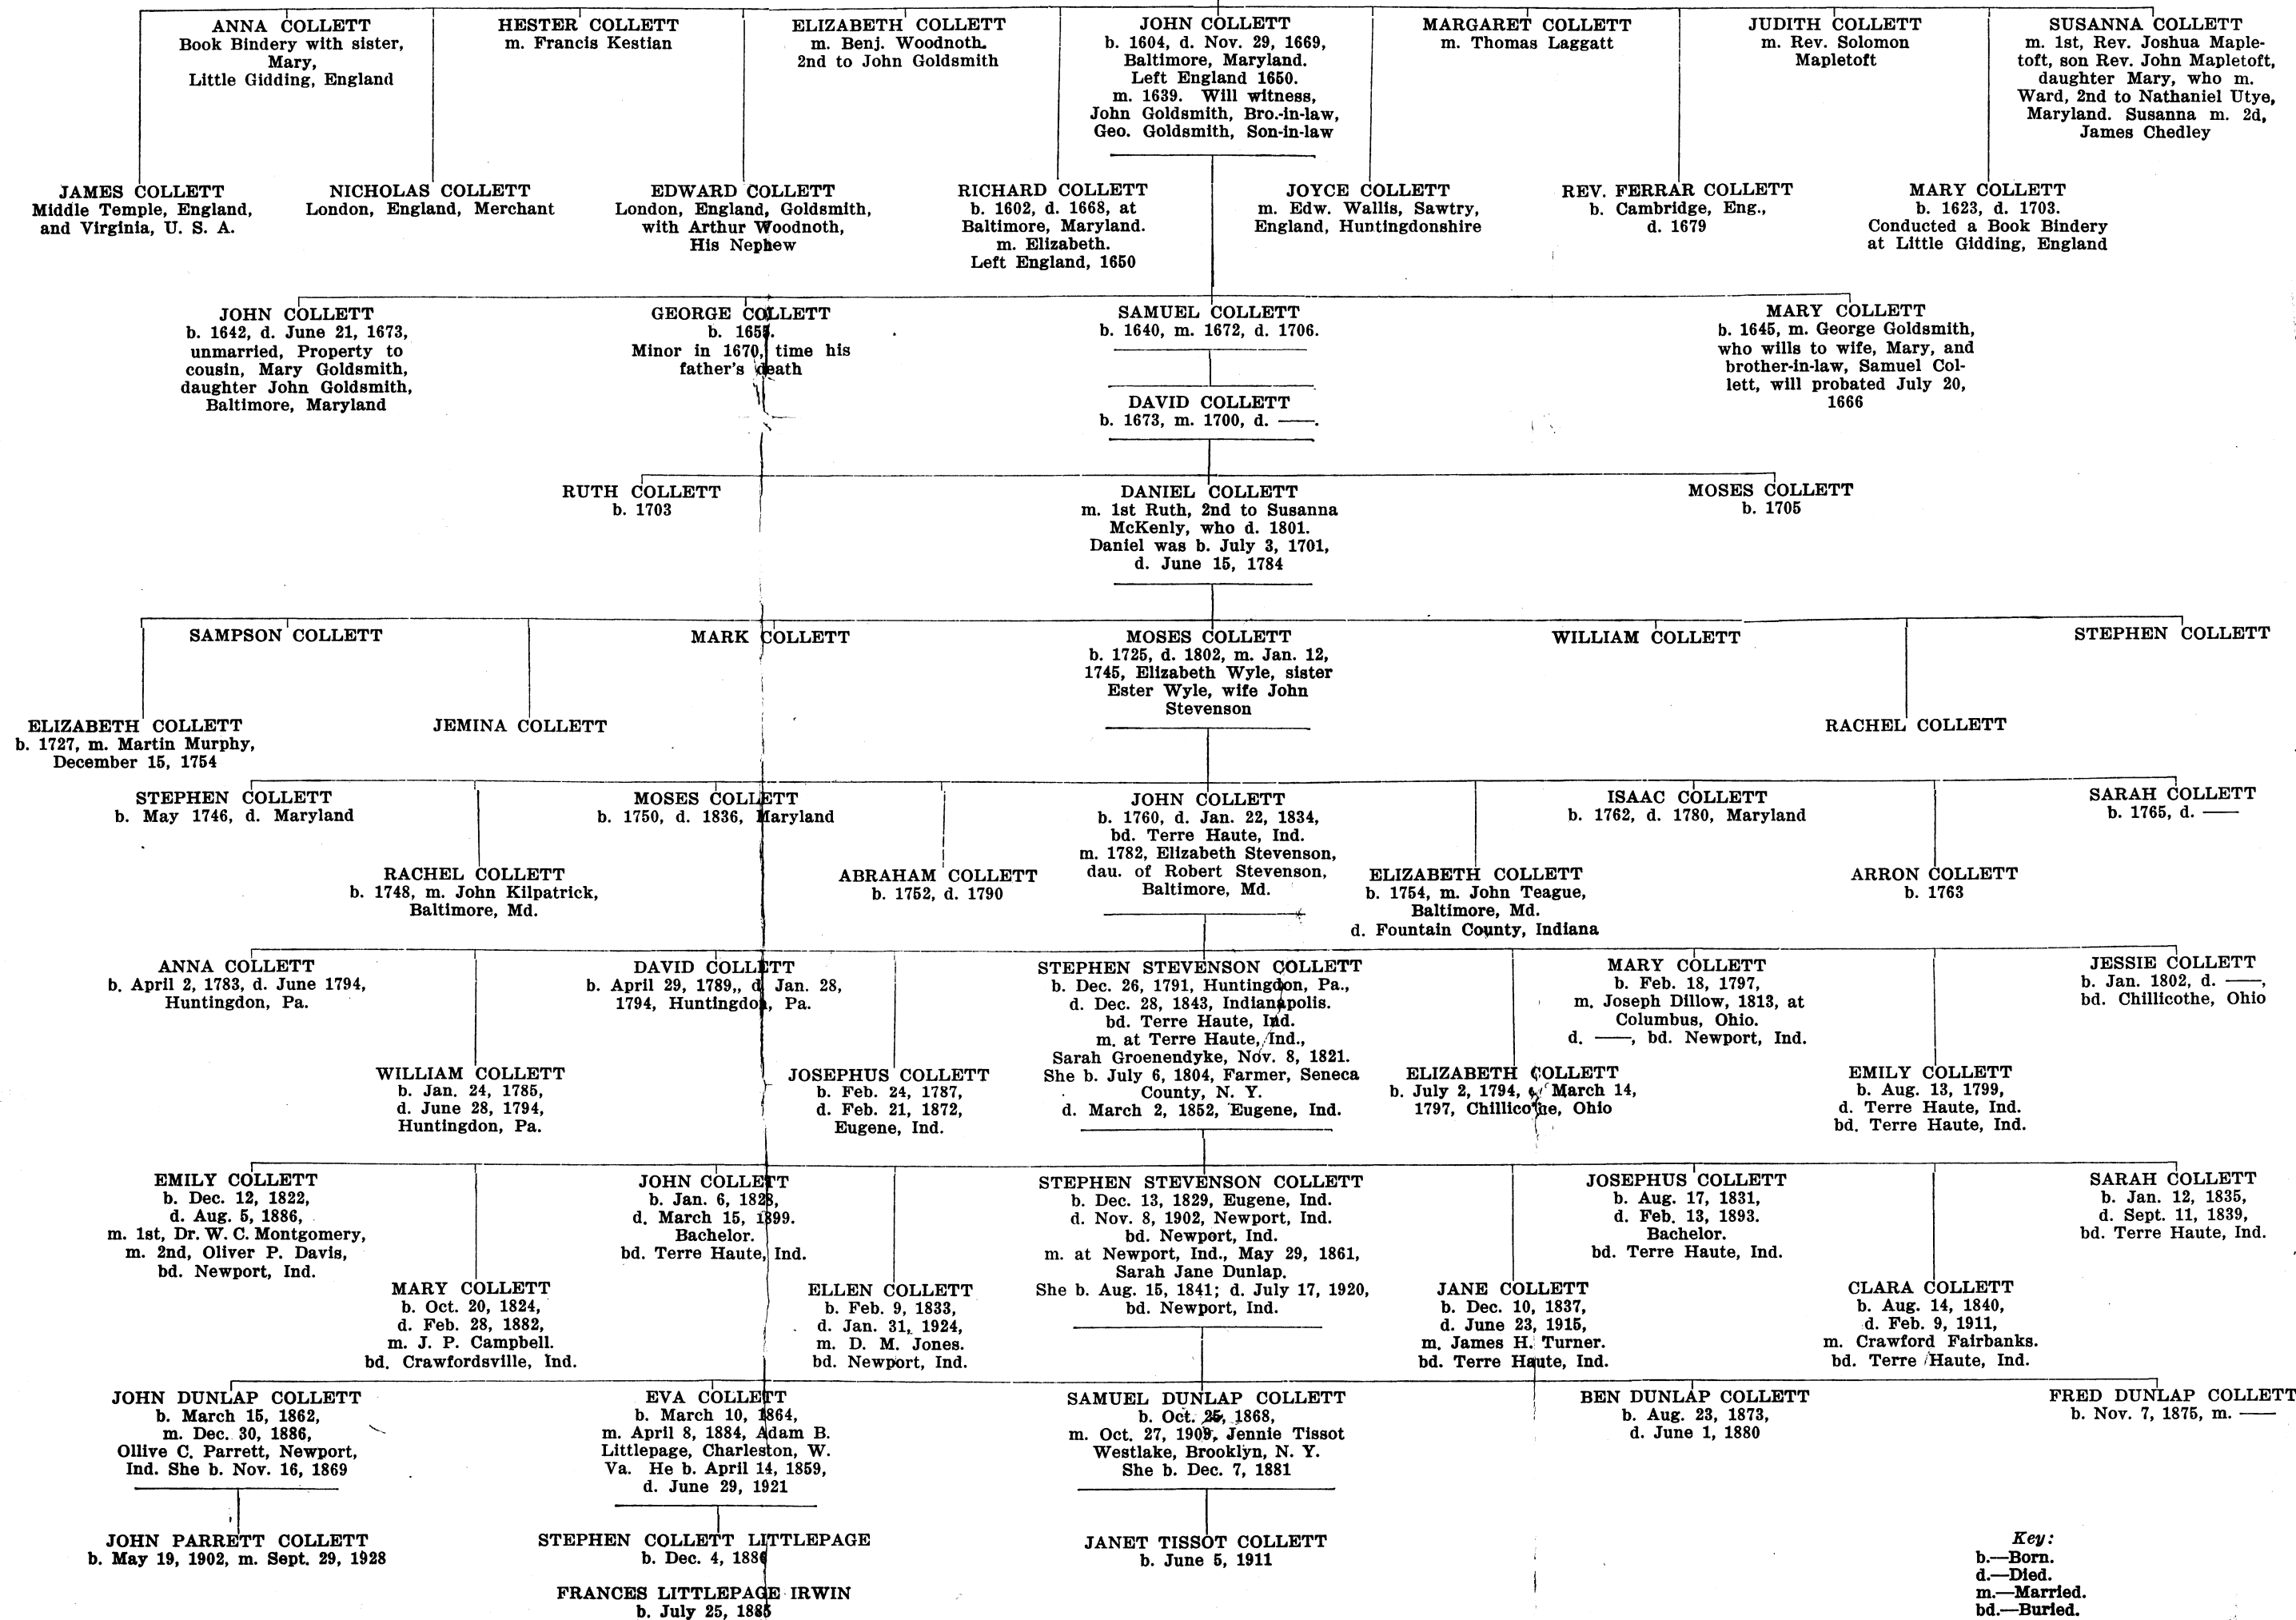 ANNA COLLETT
Book Bindery with sister,
Mary,
Little Gidding, England
HESTER COLLETT
m. Francis Kestian
ELIZABETH COLLETT
m. Benj. Woodnoth.
2nd to John Goldsmith
JOHN COLLETT
b. 1604, d. Nov. 29, 1669,
Baltimore, Maryland.
Left England 1650.
m. 1639. Will witness,
John Goldsmith, Bro.-in-law,
Geo. Goldsmith, Son-in-law
MARGARET COLLETT
m. Thomas Laggatt
JUDITH COLLETT
m. Rev. Solomon
Mapletoft
SUSANNA COLLETT
m. 1st, Rev. Joshua Maple-
toft, son Rev. John Mapletoft,
daughter Mary, who m.
Ward, 2nd to Nathaniel Utye,
Maryland. Susanna m. 2d,
James Chedley
JAMES COLLETT
Middle Temple, England,
and Virginia, U. S. A.
NICHOLAS COLLETT
London, England, Merchant
EDWARD COLLETT
London, England, Goldsmith,
with Arthur Woodnoth,
His Nephew
RICHARD COLLETT
b. 1602, d. 1668, at
Baltimore, Maryland.
m. Elizabeth.
Left England, 1650
JOYCE COLLETT
m. Edw. Wallis, Sawtry,
England, Huntingdonshire
REV. FERRAR COLLETT
b. Cambridge, Eng.,
d. 1679
MARY COLLETT
b. 1623, d. 1703.
Conducted a Book Bindery
at Little Gidding, England
JOHN COLLETT
b. 1642, d. June 21, 1673,
unmarried, Property to
cousin, Mary Goldsmith,
daughter John Goldsmith,
Baltimore, Maryland
GEORGE COLLETT
b.
Minor in 1670, time his
father's death
SAMUEL COLLETT
b. 1640, m. 1672, d. 1706.
MARY COLLETT
b. 1645, m. George Goldsmith,
who wills to wife, Mary, and
brother-in-law, Samuel Col-
lett, will probated July 20,
1666
DAVID COLLETT
b. 1673, m. 1700, d. ——.
RUTH COLLETT
b. 1703
DANIEL COLLETT
m. 1st Ruth, 2nd to Susanna
McKenly, who d. 1801.
Daniel was b. July 3, 1701,
d. June 15, 1784
MOSES COLLETT
b. 1705
SAMPSON COLLETT
MARK COLLETT
MOSES COLLETT
b. 1725, d. 1802, m. Jan. 12,
1745, Elizabeth Wyle, sister
Ester Wyle, wife John
Stevenson
WILLIAM COLLETT
STEPHEN COLLETT
ELIZABETH COLLETT
b. 1727, m. Martin Murphy,
December 15, 1754
JEMINA COLLETT
RACHEL COLLETT
STEPHEN COLLETT
b. May 1746, d. Maryland
MOSES COLLETT
b. 1750, d. 1836, Maryland
JOHN COLLETT
b. 1760, d. Jan. 22, 1834,
bd. Terre Haute, Ind.
m. 1782, Elizabeth Stevenson,
dau. of Robert Stevenson,
Baltimore, Md.
ISAAC COLLETT
b. 1762, d. 1780, Maryland
SARAH COLLETT
b. 1765, d. ——
RACHEL COLLETT
b. 1748, m. John Kilpatrick,
Baltimore, Md.
ABRAHAM COLLETT
b. 1752, d. 1790
ELIZABETH COLLETT
b. 1754, m. John Teague,
Baltimore, Md.
d. Fountain County, Indiana
ARRON COLLETT
b. 1763
ANNA COLLETT
b. April 2, 1783, d. June 1794,
Huntingdon, Pa.
DAVID COLLETT
b. April 29, 1789,, d. Jan. 28,
1794, Huntingdon, Pa.
STEPHEN STEVENSON COLLETT
b. Dec. 26, 1791, Huntingdon, Pa.,
d. Dec. 28, 1843, Indianapolis.
bd. Terre Haute, Ind.
m. at Terre Haute, Ind.,
Sarah Groenendyke, Nov. 8, 1821.
She b. July 6, 1804, Farmer, Seneca
County, N. Y.
d. March 2, 1852, Eugene, Ind.
MARY COLLETT
b. Feb. 18, 1797,
m. Joseph Dillow, 1813, at
Columbus, Ohio.
d. ——, bd. Newport, Ind.
JESSIE COLLETT
b. Jan. 1802, d. ——,
bd. Chillicothe, Ohio
WILLIAM COLLETT
b. Jan. 24, 1785,
d. June 28, 1794,
Huntingdon, Pa.
JOSEPHUS COLLETT
b. Feb. 24, 1787,
d. Feb. 21, 1872,
Eugene, Ind.
ELIZABETH COLLETT
b. July 2, 1794, March 14,
1797, Chillicothe, Ohio
EMILY COLLETT
b. Aug. 13, 1799,
d. Terre Haute, Ind.
bd. Terre Haute, Ind.
EMILY COLLETT
b. Dec. 12, 1822,
d. Aug. 5, 1886,
m. 1st, Dr. W. C. Montgomery,
m. 2nd, Oliver P. Davis,
bd. Newport, Ind.
JOHN COLLETT
b. Jan. 6, 1828,
d. March 15, 1899.
Bachelor.
bd. Terre Haute, Ind.
STEPHEN STEVENSON COLLETT
b. Dec. 13, 1829, Eugene, Ind.
d. Nov. 8, 1902, Newport, Ind.
bd. Newport, Ind.
m. at Newport, Ind., May 29, 1861,
Sarah Jane Dunlap.
She b. Aug. 15, 1841; d. July 17, 1920,
bd. Newport, Ind.
JOSEPHUS COLLETT
b. Aug. 17, 1831,
d. Feb. 13, 1893.
Bachelor.
bd. Terre Haute, Ind.
SARAH COLLETT
b. Jan. 12, 1835,
d. Sept. 11, 1839,
bd. Terre Haute, Ind.
MARY COLLETT
b. Oct. 20, 1824,
d. Feb. 28, 1882,
m. J. P. Campbell.
bd. Crawfordsville, Ind.
ELLEN COLLETT
b. Feb. 9, 1833,
d. Jan. 31, 1924,
m. D. M. Jones.
bd. Newport, Ind.
JANE COLLETT
b. Dec. 10, 1837,
d. June 23, 1915,
m. James H. Turner.
bd. Terre Haute, Ind.
CLARA COLLETT
b. Aug. 14, 1840,
d. Feb. 9, 1911,
m. Crawford Fairbanks.
bd. Terre Haute, Ind.
JOHN DUNLAP COLLETT
b. March 15, 1862,
m. Dec. 30, 1886,
Ollive C. Parrett, Newport,
Ind. She b. Nov. 16, 1869
EVA COLLETT
b. March 10, 1864,
m. April 8, 1884, Adam B.
Littlepage, Charleston, W.
Va. He b. April 14, 1859,
d. June 29, 1921
SAMUEL DUNLAP COLLETT
b. Oct. 1868,
m. Oct. 27, Jennie Tissot
Westlake, Brooklyn, N. Y.
She b. Dec. 7, 1881
BEN DUNLAP COLLETT
b. Aug. 23, 1873,
d. June 1, 1880
FRED DUNLAP COLLETT
b. Nov. 7, 1875, m. ——
JOHN PARRETT COLLETT
b. May 19, 1902, m. Sept. 29, 1928
STEPHEN COLLETT LITTLEPAGE
b. Dec. 4,
JANET TISSOT COLLETT
b. June 5, 1911
FRANCES LITTLEPAGE IRWIN
b. July 25,
Key:
b.—Born.
d.—Died.
m.—Married.
bd.—Buried.